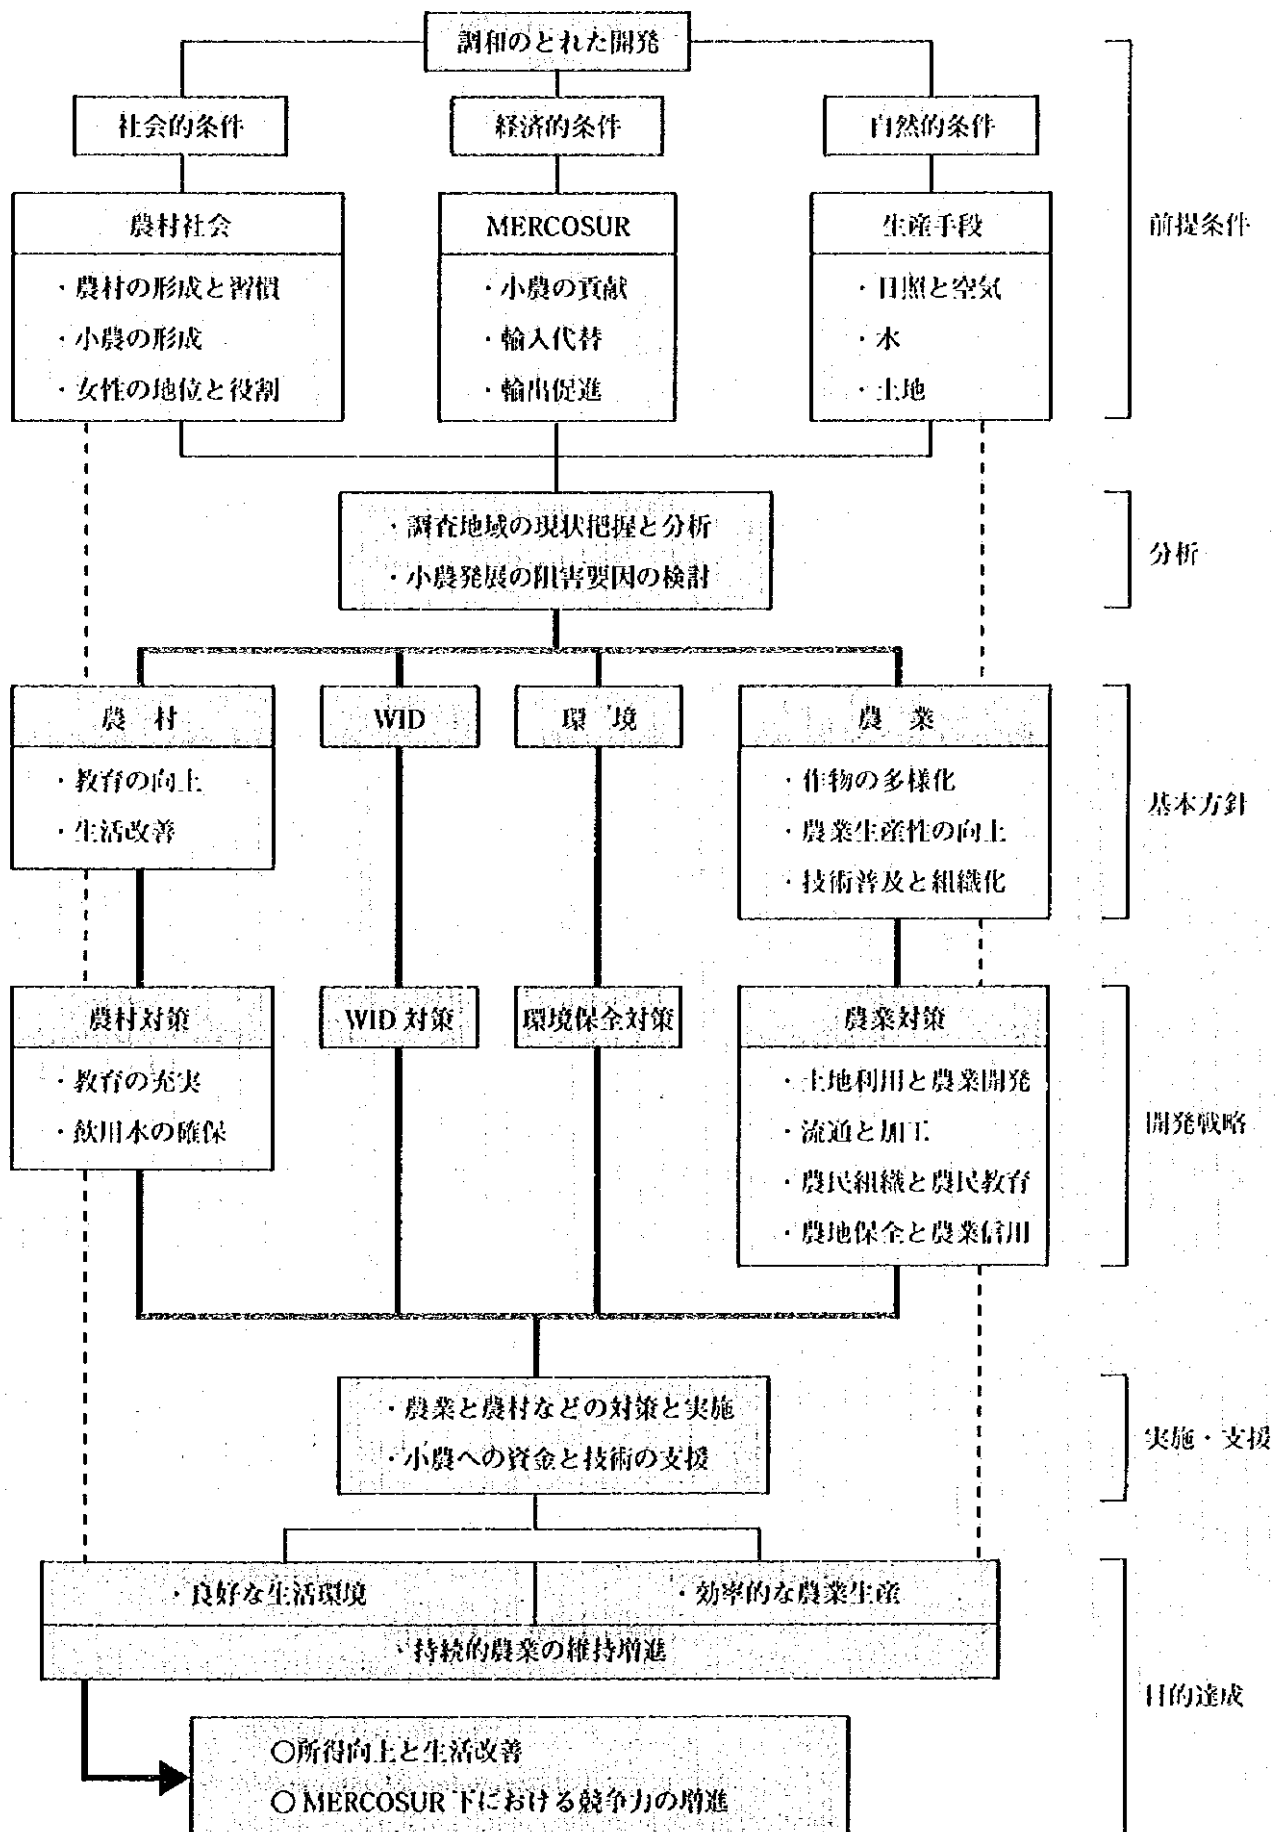 調和のとれた開発
社会的条件
経済的条件
自然的条件
農村社会
・農村の形成と習慣
・小農の形成
・女性の地位と役割
MERCOSUR
・小農の貢献
・輸入代替
・輸出促進
生産手段
・日照と空気
・水
・土地
前提条件
・調査地域の現状把握と分析
・小農発展の阻害要因の検討
分析
農 村
・教育の向上
・生活改善
WID
環 境
農 業
・作物の多様化
・農業生産性の向上
・技術普及と組織化
基本方針
農村対策
・教育の充実
・飲用水の確保
WID 対策
環境保全対策
農業対策
・土地利用と農業開発
・流通と加工
・農民組織と農民教育
・農地保全と農業信用
開発戦略
・農業と農村などの対策と実施
・小農への資金と技術の支援
実施・支援
・良好な生活環境
・効率的な農業生産
・持続的農業の維持増進
○所得向上と生活改善
○MERCOSUR 下における競争力の増進
目的達成